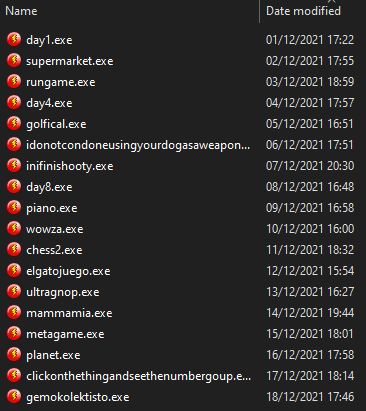 Name Date modified
day1.exe 01/12/2021 17:22
supermarket.exe 02/12/2021 17:55
rungame.exe 03/12/2021 18:59
day4.exe 04/12/2021 17:57
golfical.exe 05/12/2021 16:51
idonotcondoneusingyourdogasaweapon... 06/12/2021 17:51
inifinishooty.exe 07/12/2021 20:30
day8.exe 08/12/2021 16:48
piano.exe 09/12/2021 16:58
wowza.exe 10/12/2021 16:00
chess2.exe 11/12/2021 18:32
elgatojuego.exe 12/12/2021 15:54
ultragnop.exe 13/12/2021 16:27
mammamia.exe 14/12/2021 19:44
metagame.exe 15/12/2021 18:01
planet.exe 16/12/2021 17:58
clickonthethingandseethenumbergoup.e... 17/12/2021 18:14
gemokolektisto.exe 18/12/2021 17:46